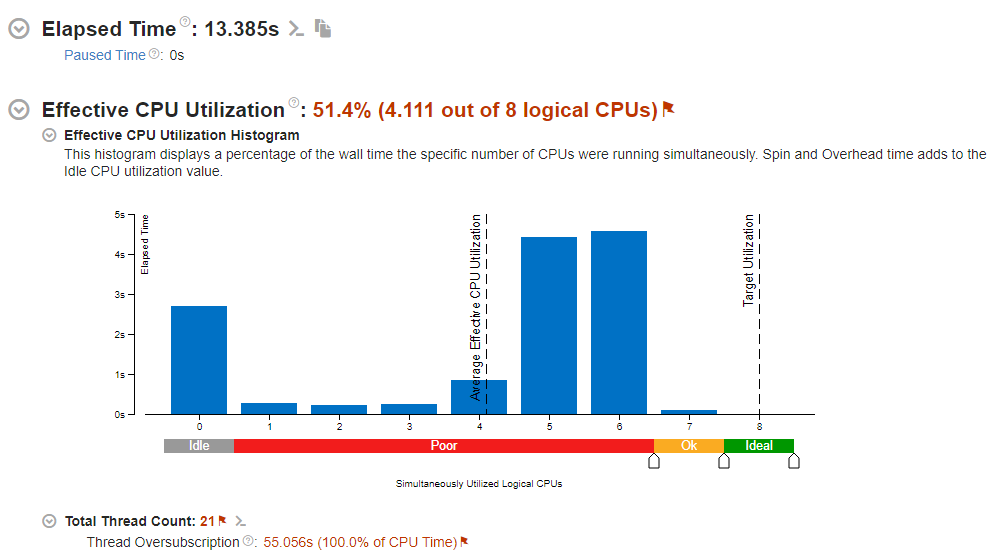 Elapsed Time ?: 13.385s
Paused Time ?: 0s
Effective CPU Utilization ?: 51.4% (4.111 out of 8 logical CPUs)
Effective CPU Utilization Histogram
This histogram displays a percentage of the wall time the specific number of CPUs were running simultaneously. Spin and Overhead time adds to the
Idle CPU utilization value.
5s
4s
3s
2s
1s
0s
Elapsed Time
Average Effective CPU Utilization
Target Utilization
0 1 2 3 4 5 6 7 8
Idle Poor Ok Ideal
Simultaneously Utilized Logical CPUs
Total Thread Count: 21
Thread Oversubscription ?: 55.056s (100.0% of CPU Time)